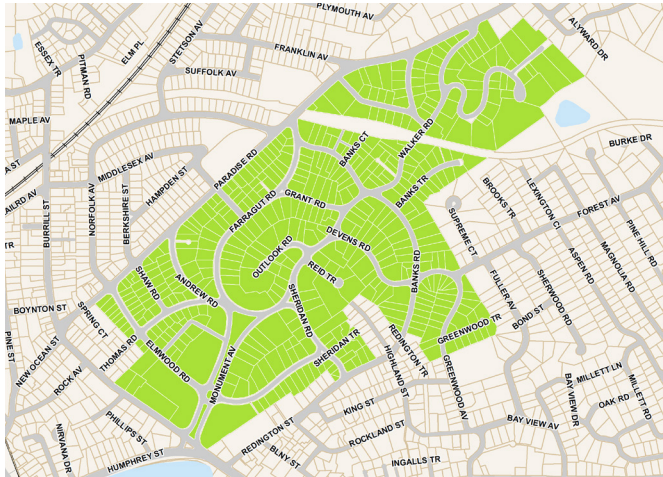 PLYMOUTH AV
ALYWARD DR
STETSON AV
ELM PL
ESSEX TR
PITMAN RD
FRANKLIN AV
SUFFOLK AV
MAPLE AV
BURKE DR
BANKS CT
WALKER RD
A ST
MIDDLESEX AV
PARADISE RD
HAMPDEN ST
AILRD AV
NORFOLK AV
BERKSHIRE ST
BURRILL ST
FARRAGUT RD
GRANT RD
BANKS TR
BROOKS TR
LEXINGTON CI
FOREST AV
PINE HILL RD
SUPREME CT
DEVENS RD
TR
OUTLOOK RD
BANKS RD
MAGNOLIA RD
ASPEN RD
REID TR
SHAW RD
ANDREW RD
FULLER AV
SHERWOOD RD
BOYNTON ST
SPRING CT
SHERIDAN RD
BOND ST
GREENWOOD TR
PINE ST
NEW OCEAN ST
THOMAS RD
ELMWOOD RD
SHERIDAN TR
REDINGTON TR
HIGHLAND ST
MONUMENT AV
ROCK AV
GREENWOOD AV
MILLETT LN
MILLETT RD
BAY VIEW DR
OAK RD
KING ST
PHILLIPS ST
BAY VIEW AV
REDINGTON ST
ROCKLAND ST
NIRVANA DR
BLNY ST
HUMPHREY ST
INGALLS TR